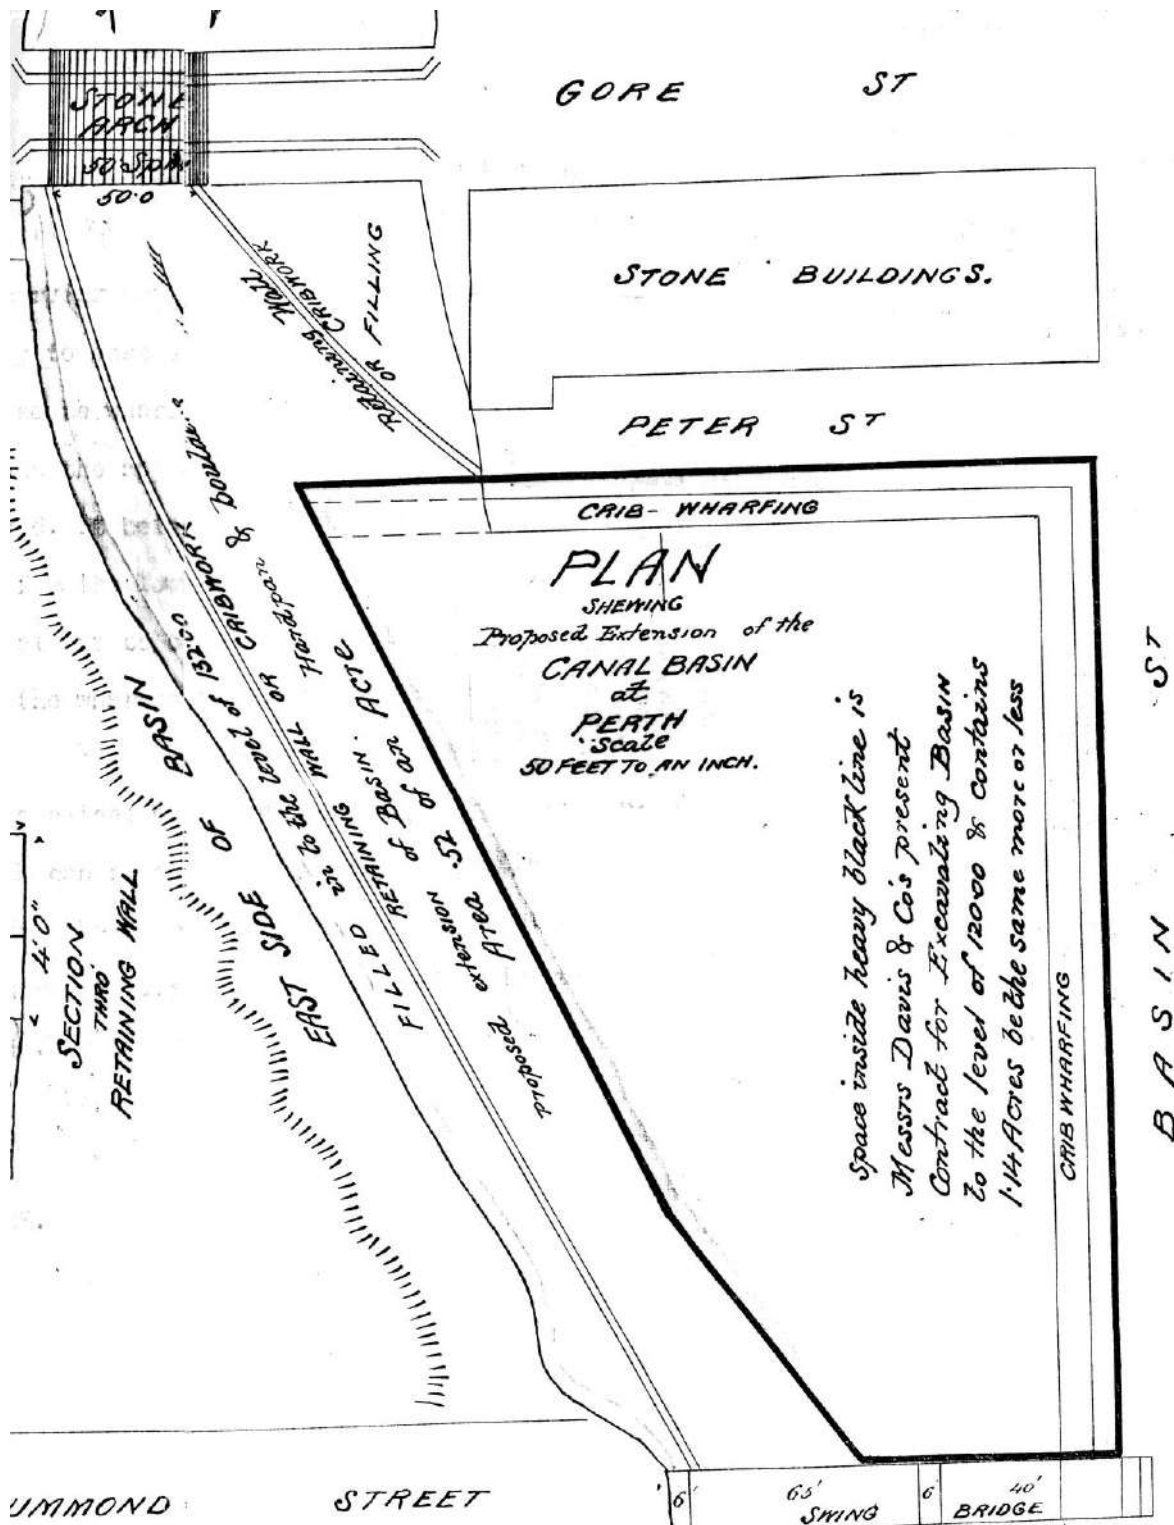 GORE ST
STONE
ARCH
50 Spa
50.0
Retaining Wall
CRIBWORK
OR FILLING
STONE BUILDINGS.
PETER ST
CRIB-WHARFING
PLAN
SHEWING
Proposed Extension of the
CANAL BASIN
at
PERTH
Scale
50 FEET TO AN INCH.
Space inside heavy black line is
Messrs Davis & Co's present
Contract for Excavating Basin
to the level of 120.00 & contains
1.14 Acres be the same more or less
CRIB WHARFING
BASIN ST
Hardpan &
FILLED in to the level of 132.00
RETAINING WALL OR CRIBWORK
proposed extension of Basin
Area .52 of an ACre
EAST SIDE OF BASIN
4'0"
SECTION
THRO'
RETAINING WALL
UMMOND STREET
6' 65' 6' 40'
SWING BRIDGE